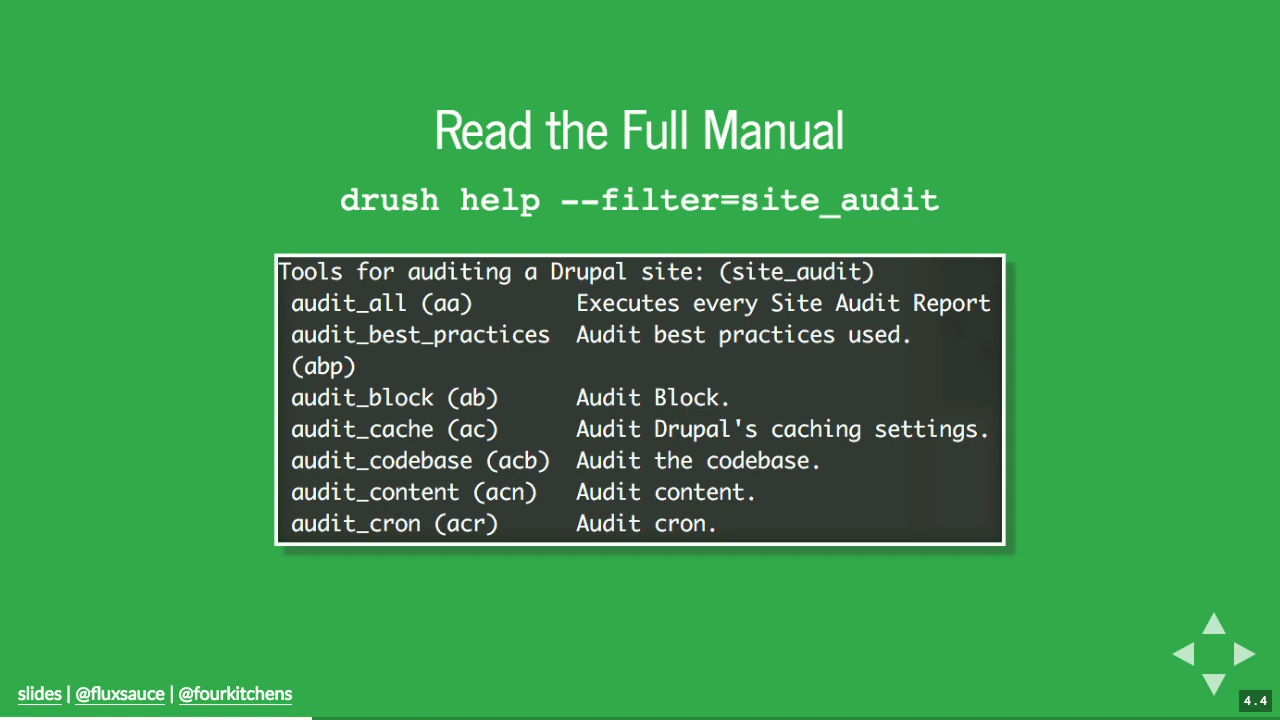 Read the Full Manual
drush help --filter=site_audit
Tools for auditing a Drupal site: (site_audit)
audit_all (aa) Executes every Site Audit Report
audit_best_practices Audit best practices used.
(abp)
audit_block (ab) Audit Block.
audit_cache (ac) Audit Drupal's caching settings.
audit_codebase (acb) Audit the codebase.
audit_content (acn) Audit content.
audit_cron (acr) Audit cron.
slides | @fluxsauce | @fourkitchens
4.4